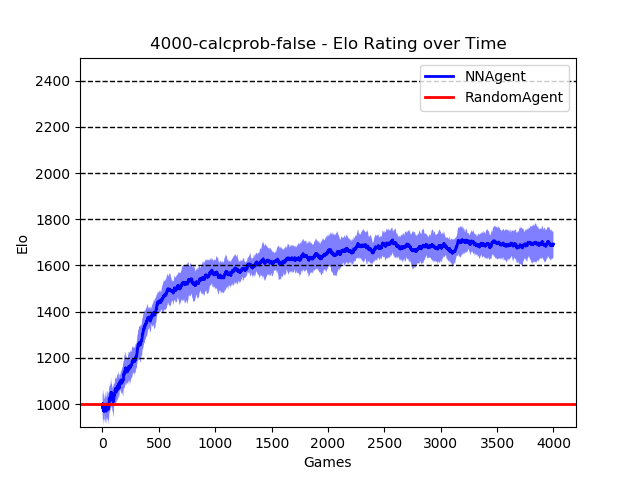 4000-calcprob-false - Elo Rating over Time
NNAgent
RandomAgent
2400
2200
2000
1800
1600
1400
1200
1000
Elo
0 500 1000 1500 2000 2500 3000 3500 4000
Games